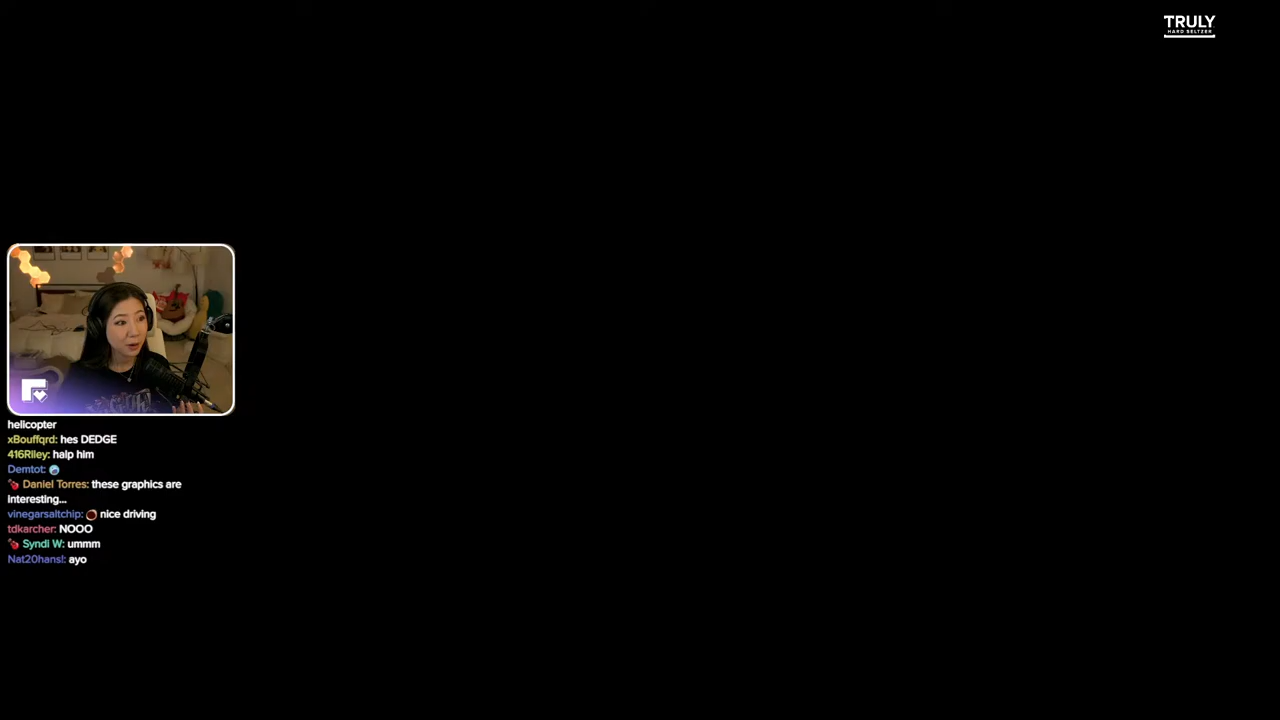 TRULY
HARD SELTZER
helicopter
xBouffqrd: hes DEDGE
416Riley: halp him
Demtot:
Daniel Torres: these graphics are
interesting...
vinegarsaltchip: nice driving
tdkarcher: NOOO
Syndi W: ummm
Nat20hansl: ayo